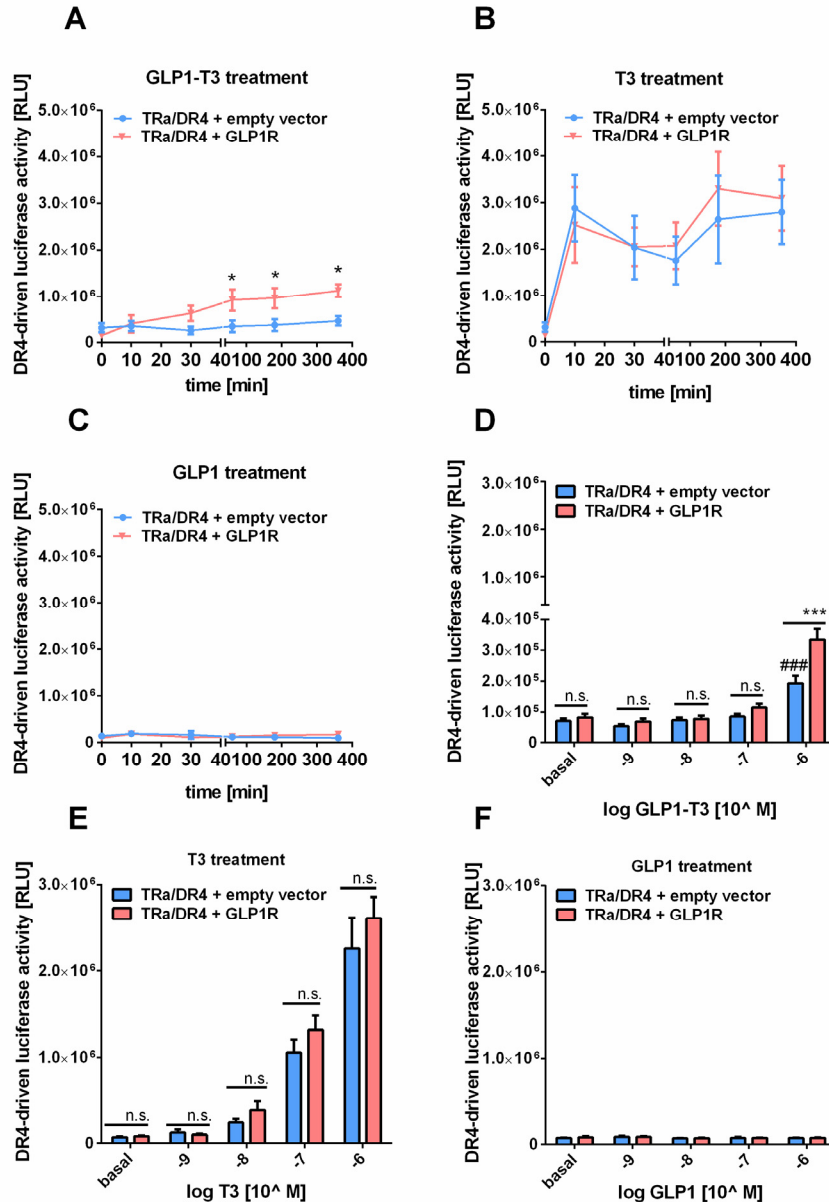 A
GLP1-T3 treatment
DR4-driven luciferase activity [RLU]
5.0×10⁶
4.0×10⁶
3.0×10⁶
2.0×10⁶
1.0×10⁶
0
TRa/DR4 + empty vector
TRa/DR4 + GLP1R
* * *
0 10 20 30 40 100 200 300 400
time [min]
B
T3 treatment
DR4-driven luciferase activity [RLU]
5.0×10⁶
4.0×10⁶
3.0×10⁶
2.0×10⁶
1.0×10⁶
0
TRa/DR4 + empty vector
TRa/DR4 + GLP1R
0 10 20 30 40 100 200 300 400
time [min]
C
GLP1 treatment
DR4-driven luciferase activity [RLU]
5.0×10⁶
4.0×10⁶
3.0×10⁶
2.0×10⁶
1.0×10⁶
0
TRa/DR4 + empty vector
TRa/DR4 + GLP1R
0 10 20 30 40 100 200 300 400
time [min]
D
DR4-driven luciferase activity [RLU]
3.0×10⁶
2.0×10⁶
1.0×10⁶
4.0×10⁵
3.0×10⁵
2.0×10⁵
1.0×10⁵
0
TRa/DR4 + empty vector
TRa/DR4 + GLP1R
n.s. n.s. n.s. n.s. ### ***
basal -9 -8 -7 -6
log GLP1-T3 [10^ M]
E
T3 treatment
DR4-driven luciferase activity [RLU]
3.0×10⁶
2.0×10⁶
1.0×10⁶
0
TRa/DR4 + empty vector
TRa/DR4 + GLP1R
n.s. n.s. n.s. n.s. n.s.
basal -9 -8 -7 -6
log T3 [10^ M]
F
GLP1 treatment
DR4-driven luciferase activity [RLU]
3.0×10⁶
2.0×10⁶
1.0×10⁶
0
TRa/DR4 + empty vector
TRa/DR4 + GLP1R
basal -9 -8 -7 -6
log GLP1 [10^ M]